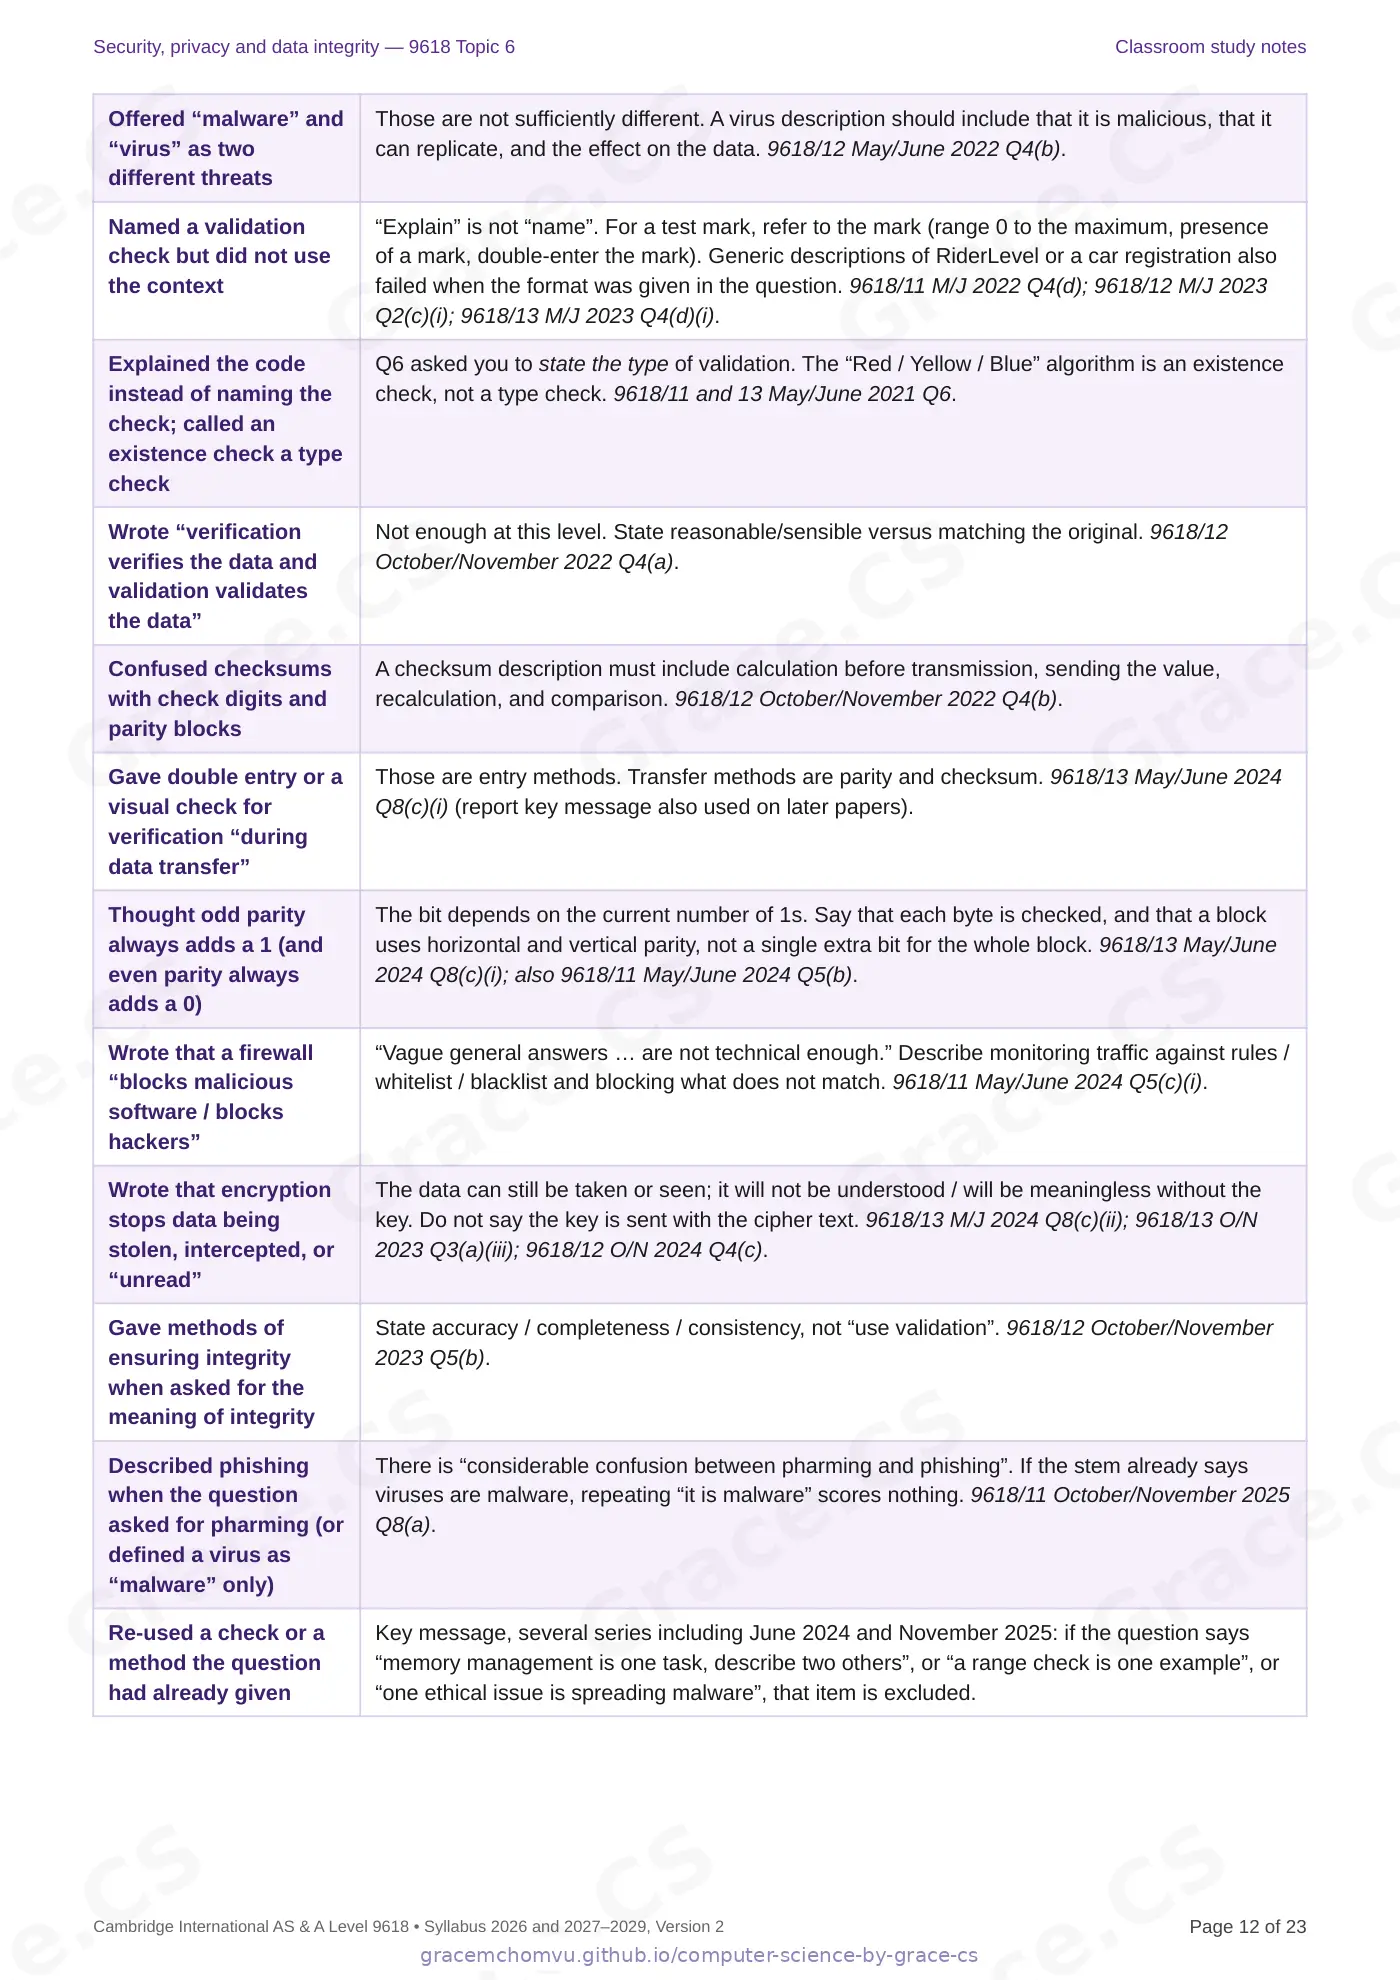 Security, privacy and data integrity — 9618 Topic 6
Classroom study notes
Offered “malware” and
“virus” as two
different threats
Those are not sufficiently different. A virus description should include that it is malicious, that it
can replicate, and the effect on the data. 9618/12 May/June 2022 Q4(b).
Named a validation
check but did not use
the context
“Explain” is not “name”. For a test mark, refer to the mark (range 0 to the maximum, presence
of a mark, double-enter the mark). Generic descriptions of RiderLevel or a car registration also
failed when the format was given in the question. 9618/11 M/J 2022 Q4(d); 9618/12 M/J 2023
Q2(c)(i); 9618/13 M/J 2023 Q4(d)(i).
Explained the code
instead of naming the
check; called an
existence check a type
check
Q6 asked you to state the type of validation. The “Red / Yellow / Blue” algorithm is an existence
check, not a type check. 9618/11 and 13 May/June 2021 Q6.
Wrote “verification
verifies the data and
validation validates
the data”
Not enough at this level. State reasonable/sensible versus matching the original. 9618/12
October/November 2022 Q4(a).
Confused checksums
with check digits and
parity blocks
A checksum description must include calculation before transmission, sending the value,
recalculation, and comparison. 9618/12 October/November 2022 Q4(b).
Gave double entry or a
visual check for
verification “during
data transfer”
Those are entry methods. Transfer methods are parity and checksum. 9618/13 May/June 2024
Q8(c)(i) (report key message also used on later papers).
Thought odd parity
always adds a 1 (and
even parity always
adds a 0)
The bit depends on the current number of 1s. Say that each byte is checked, and that a block
uses horizontal and vertical parity, not a single extra bit for the whole block. 9618/13 May/June
2024 Q8(c)(i); also 9618/11 May/June 2024 Q5(b).
Wrote that a firewall
“blocks malicious
software / blocks
hackers”
“Vague general answers … are not technical enough.” Describe monitoring traffic against rules /
whitelist / blacklist and blocking what does not match. 9618/11 May/June 2024 Q5(c)(i).
Wrote that encryption
stops data being
stolen, intercepted, or
“unread”
The data can still be taken or seen; it will not be understood / will be meaningless without the
key. Do not say the key is sent with the cipher text. 9618/13 M/J 2024 Q8(c)(ii); 9618/13 O/N
2023 Q3(a)(iii); 9618/12 O/N 2024 Q4(c).
Gave methods of
ensuring integrity
when asked for the
meaning of integrity
State accuracy / completeness / consistency, not “use validation”. 9618/12 October/November
2023 Q5(b).
Described phishing
when the question
asked for pharming (or
defined a virus as
“malware” only)
There is “considerable confusion between pharming and phishing”. If the stem already says
viruses are malware, repeating “it is malware” scores nothing. 9618/11 October/November 2025
Q8(a).
Re-used a check or a
method the question
had already given
Key message, several series including June 2024 and November 2025: if the question says
“memory management is one task, describe two others”, or “a range check is one example”, or
“one ethical issue is spreading malware”, that item is excluded.
Cambridge International AS & A Level 9618 • Syllabus 2026 and 2027–2029, Version 2
Page 12 of 23
gracemchomvu.github.io/computer-science-by-grace-cs
Grace.CS